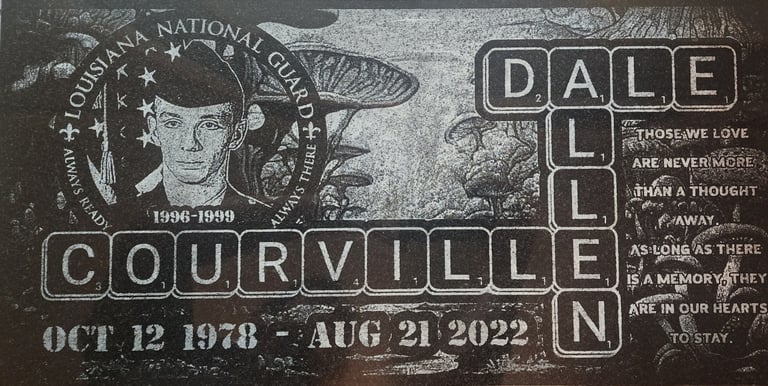 LOUISIANA NATIONAL GUARD
ALWAYS READY
ALWAYS THERE
1996-1999
DALE
ALLEN
COURVILLE
OCT 12 1978 - AUG 21 2022
THOSE WE LOVE
ARE NEVER MORE
THAN A THOUGHT
AWAY
AS LONG AS THERE
IS A MEMORY, THEY
ARE IN OUR HEARTS
TO STAY.